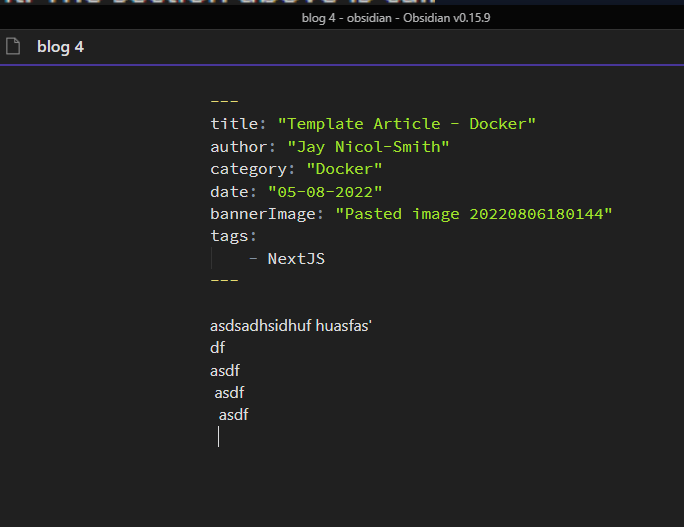 blog 4 - obsidian - Obsidian v0.15.9
blog 4
---
title: "Template Article - Docker"
author: "Jay Nicol-Smith"
category: "Docker"
date: "05-08-2022"
bannerImage: "Pasted image 20220806180144"
tags:
    - NextJS
---
asdsadhsidhuf huasfas'
df
asdf
 asdf
  asdf